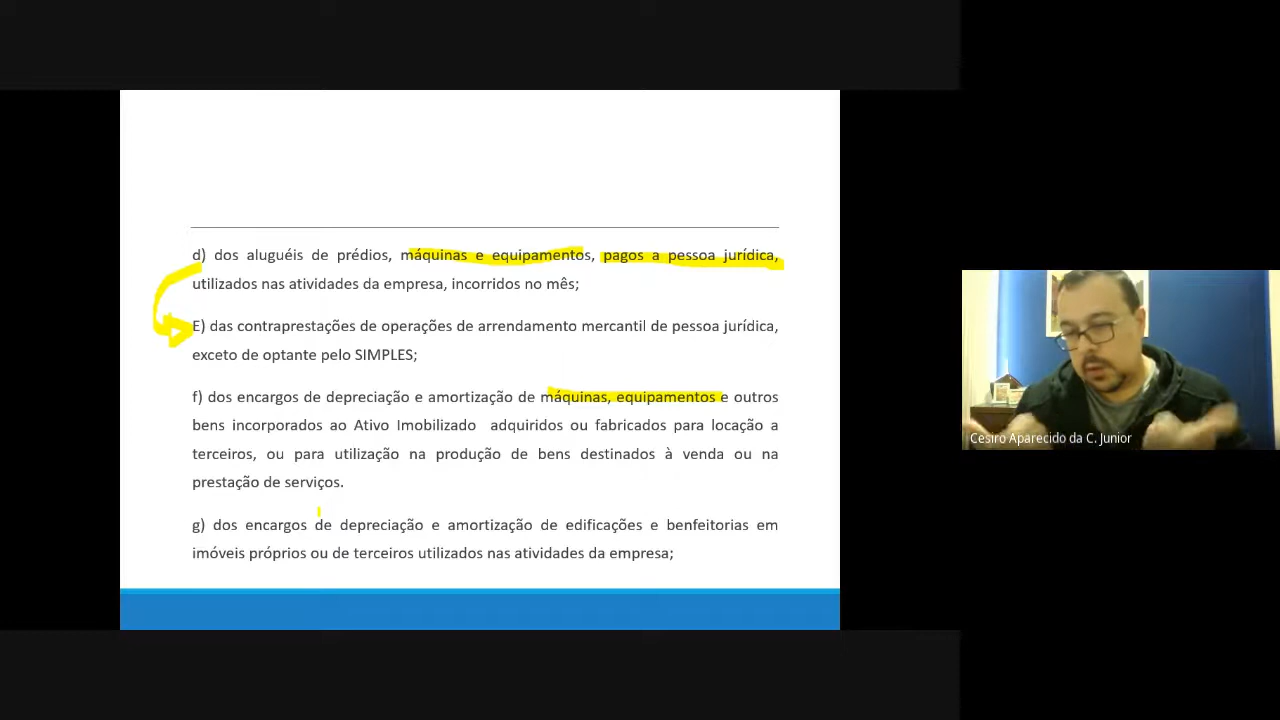 d) dos aluguéis de prédios, máquinas e equipamentos, pagos a pessoa jurídica,
utilizados nas atividades da empresa, incorridos no mês;
E) das contraprestações de operações de arrendamento mercantil de pessoa jurídica,
exceto de optante pelo SIMPLES;
f) dos encargos de depreciação e amortização de máquinas, equipamentos e outros
bens incorporados ao Ativo Imobilizado adquiridos ou fabricados para locação a
terceiros, ou para utilização na produção de bens destinados à venda ou na
prestação de serviços.
g) dos encargos de depreciação e amortização de edificações e benfeitorias em
imóveis próprios ou de terceiros utilizados nas atividades da empresa;
Cesiro Aparecido da C. Junior